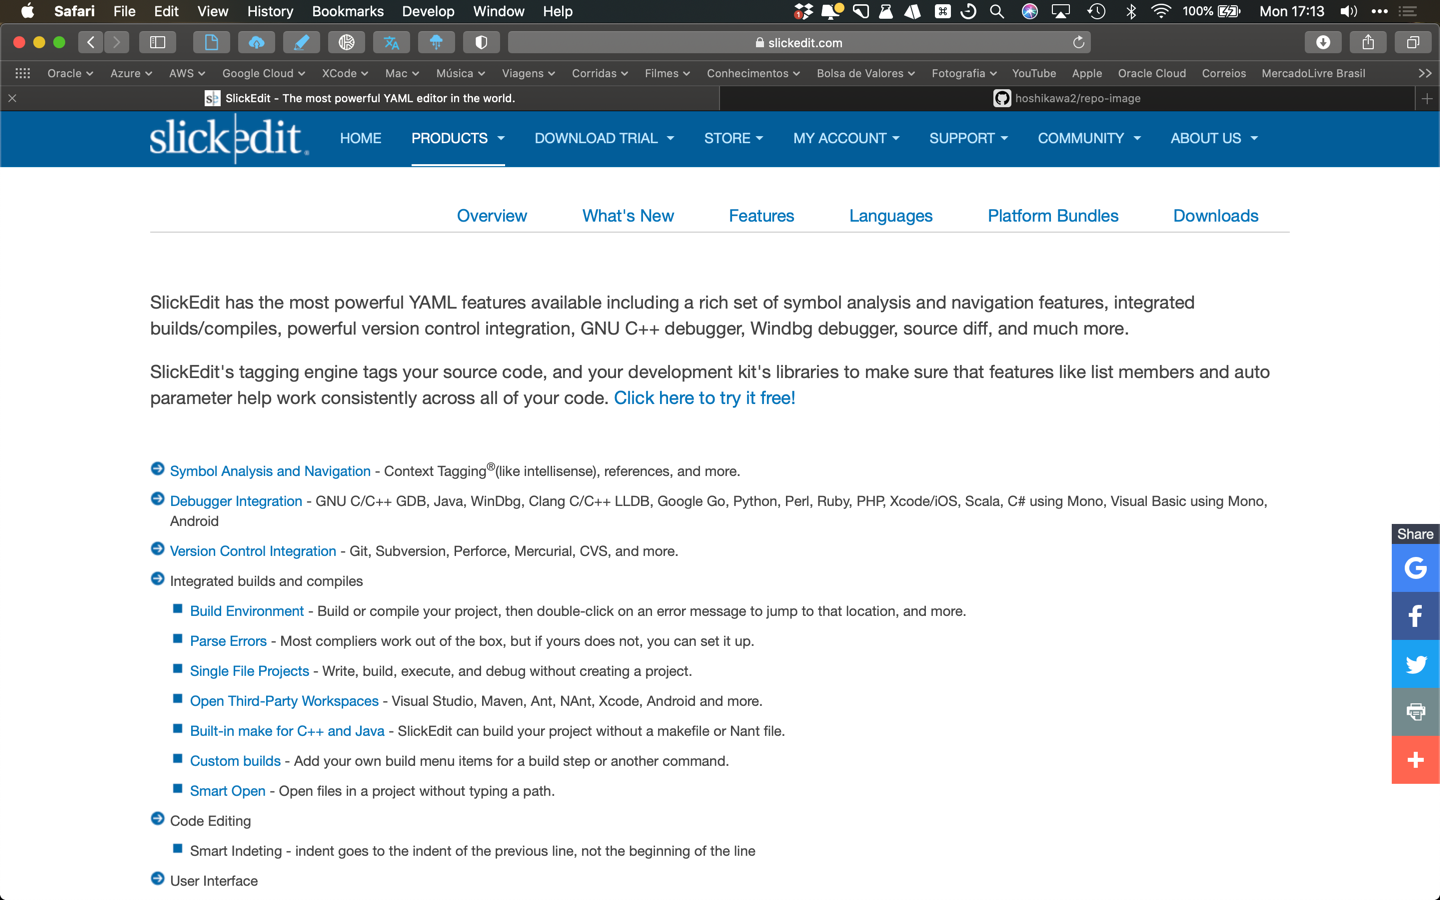 Safari File Edit View History Bookmarks Develop Window Help 100% Mon 17:13
slickedit.com
Oracle Azure AWS Google Cloud XCode Mac Música Viagens Corridas Filmes Conhecimentos Bolsa de Valores Fotografia YouTube Apple Oracle Cloud Correios MercadoLivre Brasil
SlickEdit - The most powerful YAML editor in the world. hoshikawa2/repo-image
slickedit. HOME PRODUCTS DOWNLOAD TRIAL STORE MY ACCOUNT SUPPORT COMMUNITY ABOUT US
Overview What's New Features Languages Platform Bundles Downloads
SlickEdit has the most powerful YAML features available including a rich set of symbol analysis and navigation features, integrated
builds/compiles, powerful version control integration, GNU C++ debugger, Windbg debugger, source diff, and much more.
SlickEdit's tagging engine tags your source code, and your development kit's libraries to make sure that features like list members and auto
parameter help work consistently across all of your code. Click here to try it free!
Symbol Analysis and Navigation - Context Tagging®(like intellisense), references, and more.
Debugger Integration - GNU C/C++ GDB, Java, WinDbg, Clang C/C++ LLDB, Google Go, Python, Perl, Ruby, PHP, Xcode/iOS, Scala, C# using Mono, Visual Basic using Mono,
Android
Version Control Integration - Git, Subversion, Perforce, Mercurial, CVS, and more.
Integrated builds and compiles
Build Environment - Build or compile your project, then double-click on an error message to jump to that location, and more.
Parse Errors - Most compliers work out of the box, but if yours does not, you can set it up.
Single File Projects - Write, build, execute, and debug without creating a project.
Open Third-Party Workspaces - Visual Studio, Maven, Ant, NAnt, Xcode, Android and more.
Built-in make for C++ and Java - SlickEdit can build your project without a makefile or Nant file.
Custom builds - Add your own build menu items for a build step or another command.
Smart Open - Open files in a project without typing a path.
Code Editing
Smart Indeting - indent goes to the indent of the previous line, not the beginning of the line
User Interface
Share